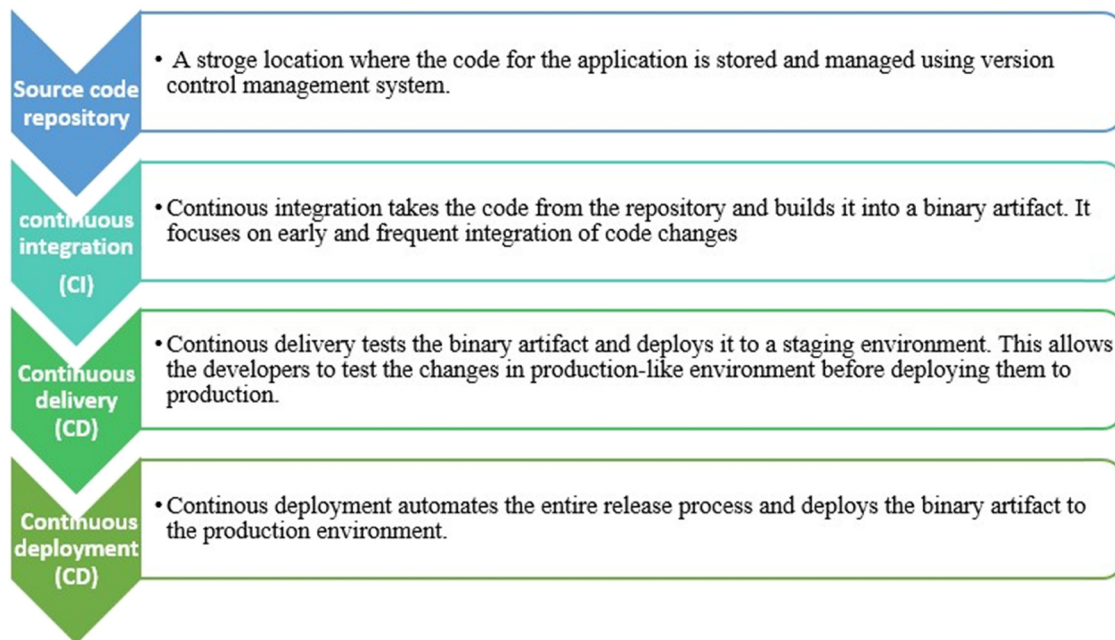 Source code
repository
• A stroge location where the code for the application is stored and managed using version
control management system.
continuous
integration
(CI)
• Continous integration takes the code from the repository and builds it into a binary artifact. It
focuses on early and frequent integration of code changes
Continuous
delivery
(CD)
• Continous delivery tests the binary artifact and deploys it to a staging environment. This allows
the developers to test the changes in production-like environment before deploying them to
production.
Continuous
deployment
(CD)
• Continous deployment automates the entire release process and deploys the binary artifact to
the production environment.